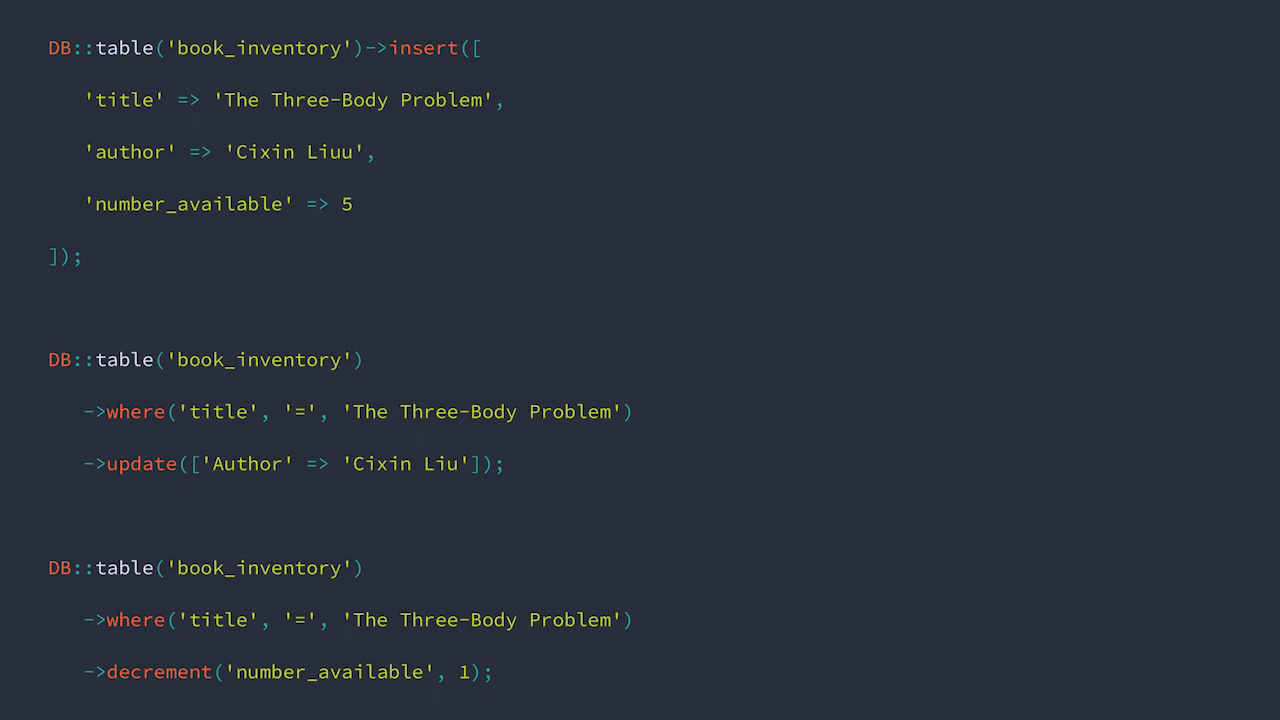 DB::table('book_inventory')->insert([
'title' => 'The Three-Body Problem',
'author' => 'Cixin Liuu',
'number_available' => 5
]);
DB::table('book_inventory')
->where('title', '=', 'The Three-Body Problem')
->update(['Author' => 'Cixin Liu']);
DB::table('book_inventory')
->where('title', '=', 'The Three-Body Problem')
->decrement('number_available', 1);